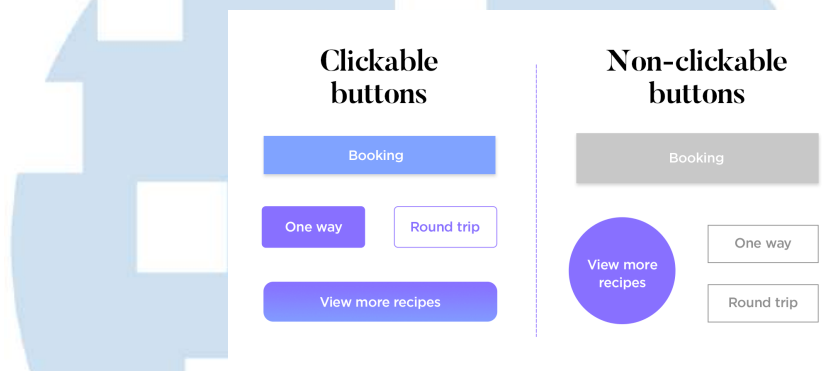 Clickable
buttons
Booking
One way
Round trip
View more recipes
Non-clickable
buttons
Booking
View more
recipes
One way
Round trip